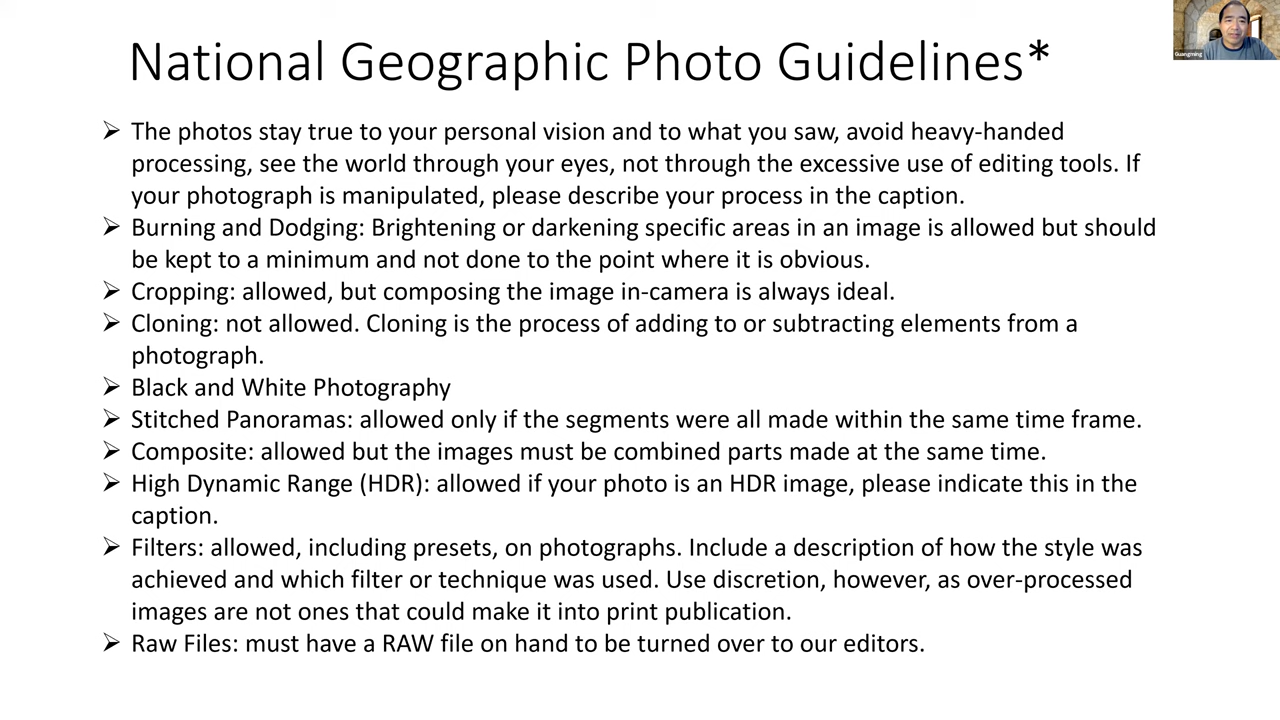 National Geographic Photo Guidelines*
Guangming
➢ The photos stay true to your personal vision and to what you saw, avoid heavy-handed
processing, see the world through your eyes, not through the excessive use of editing tools. If
your photograph is manipulated, please describe your process in the caption.
➢ Burning and Dodging: Brightening or darkening specific areas in an image is allowed but should
be kept to a minimum and not done to the point where it is obvious.
➢ Cropping: allowed, but composing the image in-camera is always ideal.
➢ Cloning: not allowed. Cloning is the process of adding to or subtracting elements from a
photograph.
➢ Black and White Photography
➢ Stitched Panoramas: allowed only if the segments were all made within the same time frame.
➢ Composite: allowed but the images must be combined parts made at the same time.
➢ High Dynamic Range (HDR): allowed if your photo is an HDR image, please indicate this in the
caption.
➢ Filters: allowed, including presets, on photographs. Include a description of how the style was
achieved and which filter or technique was used. Use discretion, however, as over-processed
images are not ones that could make it into print publication.
➢ Raw Files: must have a RAW file on hand to be turned over to our editors.